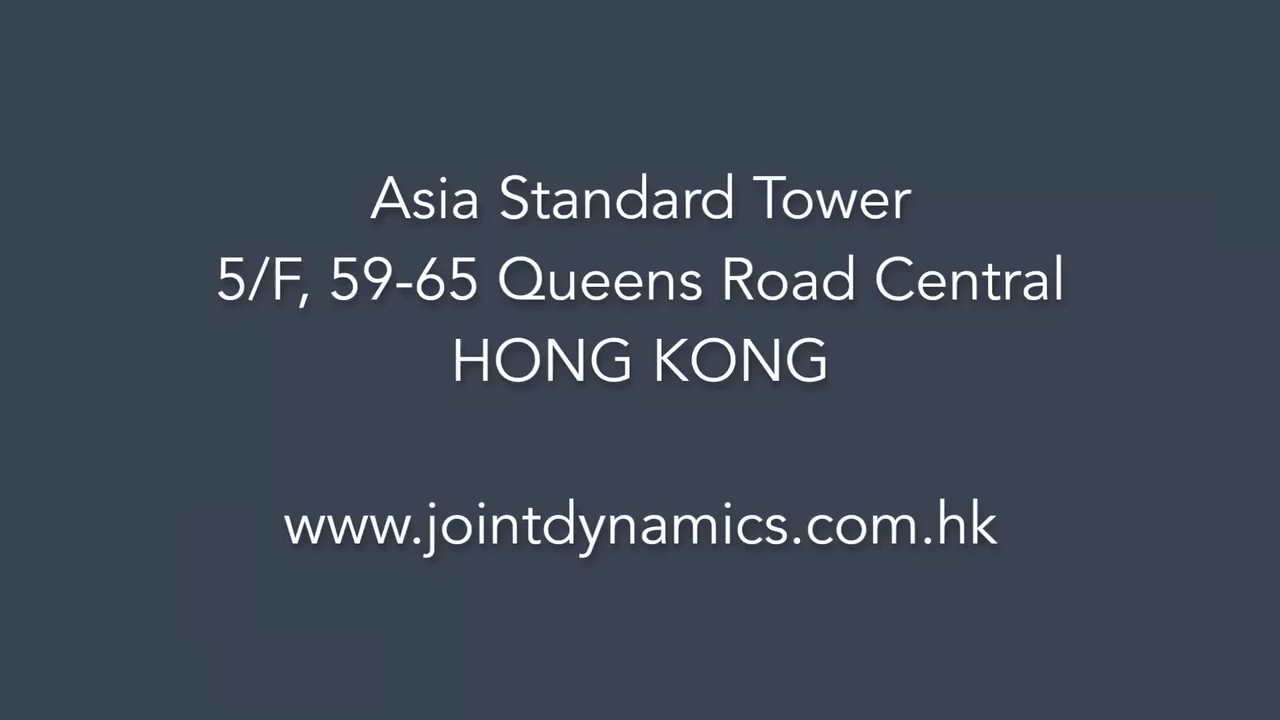 Asia Standard Tower
5/F, 59-65 Queens Road Central
HONG KONG
www.jointdynamics.com.hk